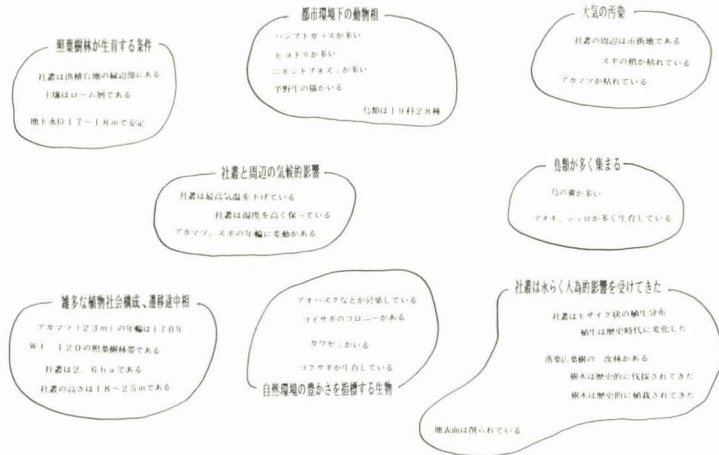 照葉樹林が生育する条件
社叢は洪積台地の縁辺部にある
土壌はローム層である
地下水位17～18mで安定
都市環境下の動物相
ハシブトガラスが多い
ヒヨドリが多い
ニホンドブネズミが多い
半野生の猫がいる
鳥類は19科28種
大気の汚染
社叢の周辺は市街地である
スギの梢が枯れている
アカマツが枯れている
社叢と周辺の気候的影響
社叢は最高気温を下げている
社叢は湿度を高く保っている
アカマツ、スギの年輪に変動がある
鳥類が多く集まる
鳥の糞が多い
アオキ、シュロが多く生育している
雑多な植物社会構成、遷移途中相
アカマツ(23m)の年輪は170年
WI 120の照葉樹林帯である
社叢は2.6haである
社叢の高さは18～25mである
アオバズクなどが営巣している
コイサギのコロニーがある
カワセミがいる
コクサギが生育している
自然環境の豊かさを指標する生物
社叢は永らく人為的影響を受けてきた
社叢はモザイク状の植生分布
植生は歴史時代に変化した
落葉広葉樹の二次林がある
樹木は歴史的に伐採されてきた
樹木は歴史的に植栽されてきた
地表面は削られている